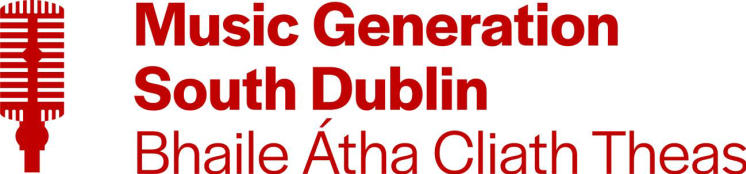 Music Generation
South Dublin
Bhaile Átha Cliath Theas